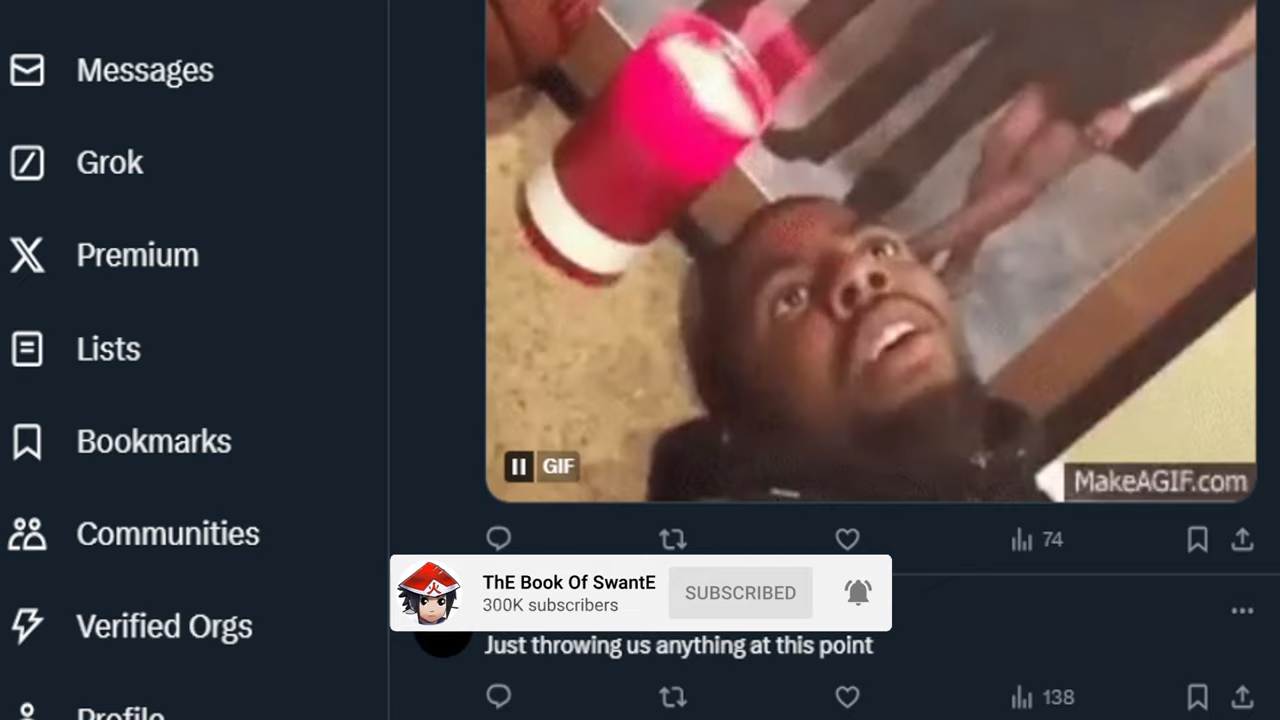 Messages
Grok
Premium
Lists
Bookmarks
Communities
Verified Orgs
Profile
GIF
MakeAGIF.com
74
ThE Book Of SwantE
300K subscribers
SUBSCRIBED
火
Just throwing us anything at this point
138